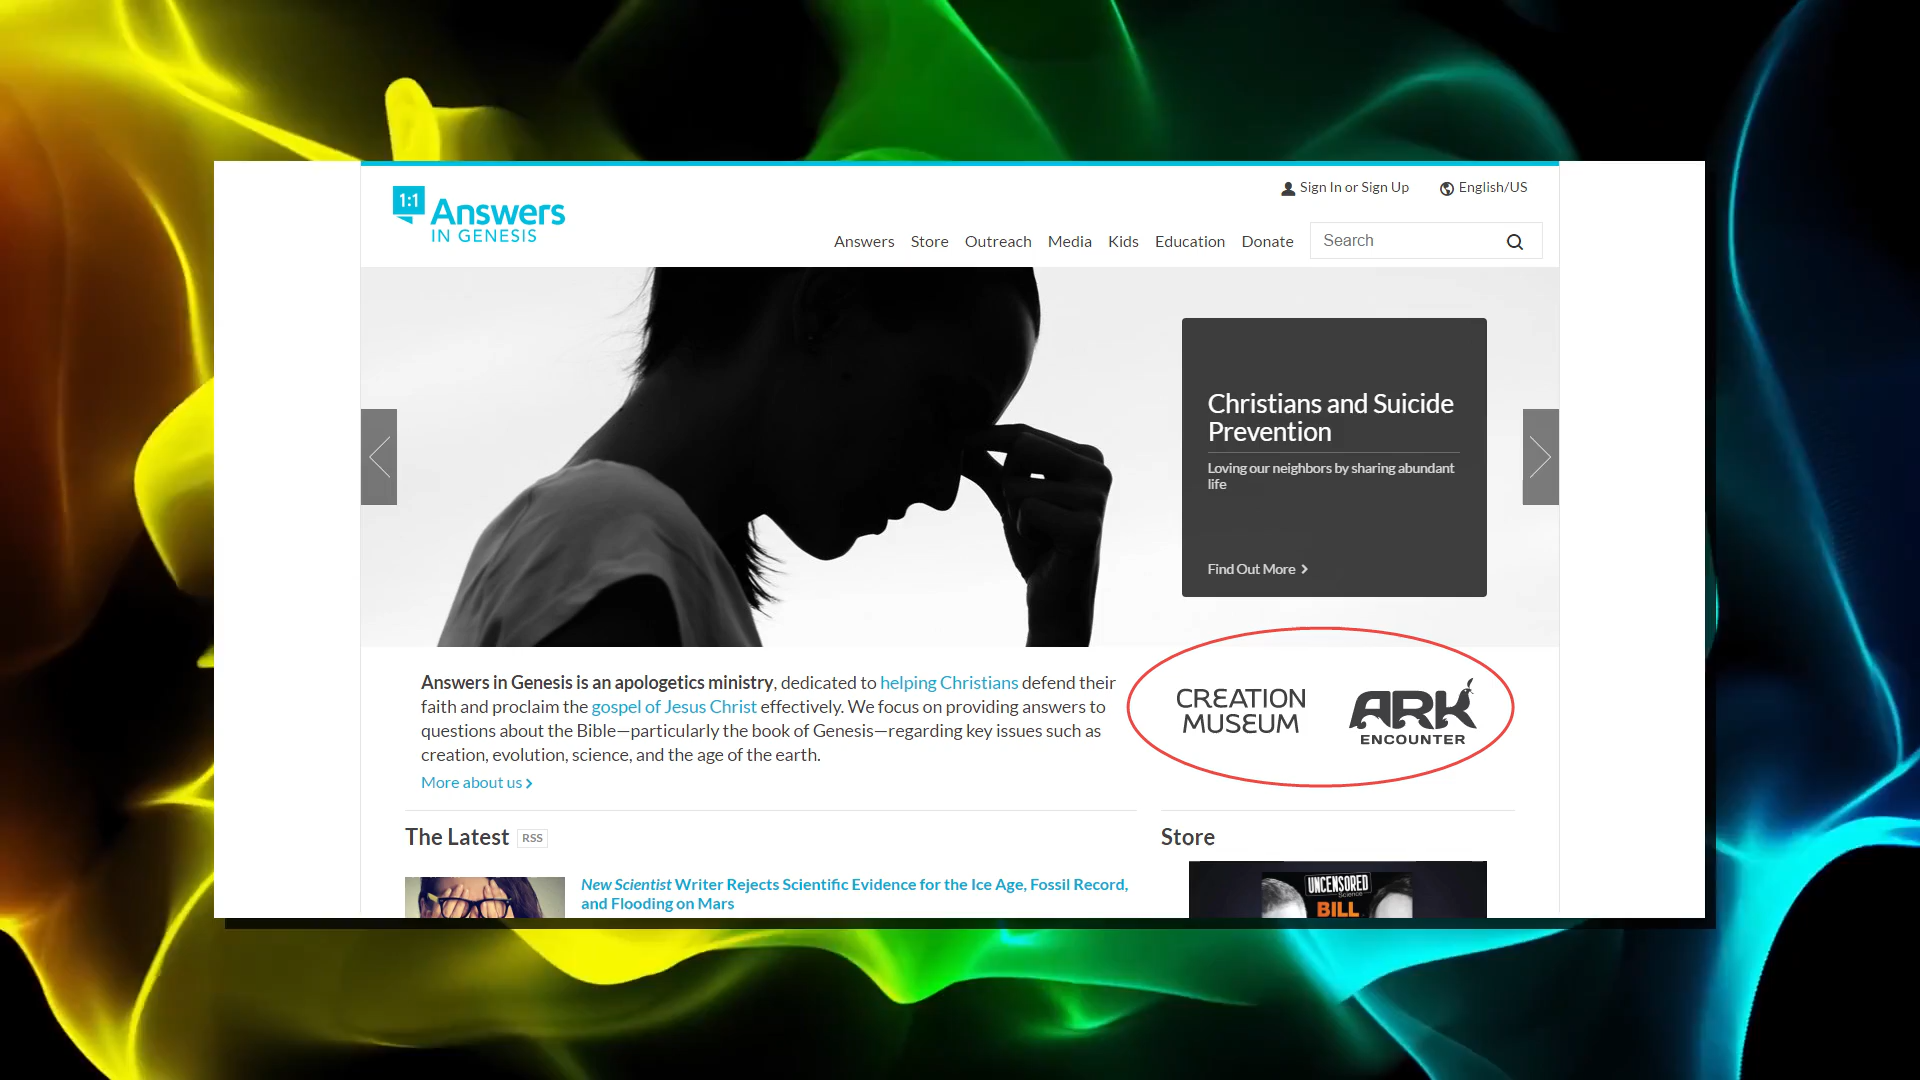 1:1
Answers
IN GENESIS
Sign In or Sign Up
English/US
Answers Store Outreach Media Kids Education Donate
Search
Christians and Suicide
Prevention
Loving our neighbors by sharing abundant
life
Find Out More
Answers in Genesis is an apologetics ministry, dedicated to helping Christians defend their
faith and proclaim the gospel of Jesus Christ effectively. We focus on providing answers to
questions about the Bible—particularly the book of Genesis—regarding key issues such as
creation, evolution, science, and the age of the earth.
More about us
CREATION
MUSEUM
ARK
ENCOUNTER
The Latest RSS
New Scientist Writer Rejects Scientific Evidence for the Ice Age, Fossil Record,
and Flooding on Mars
Store
UNCENSORED
Science
BILL